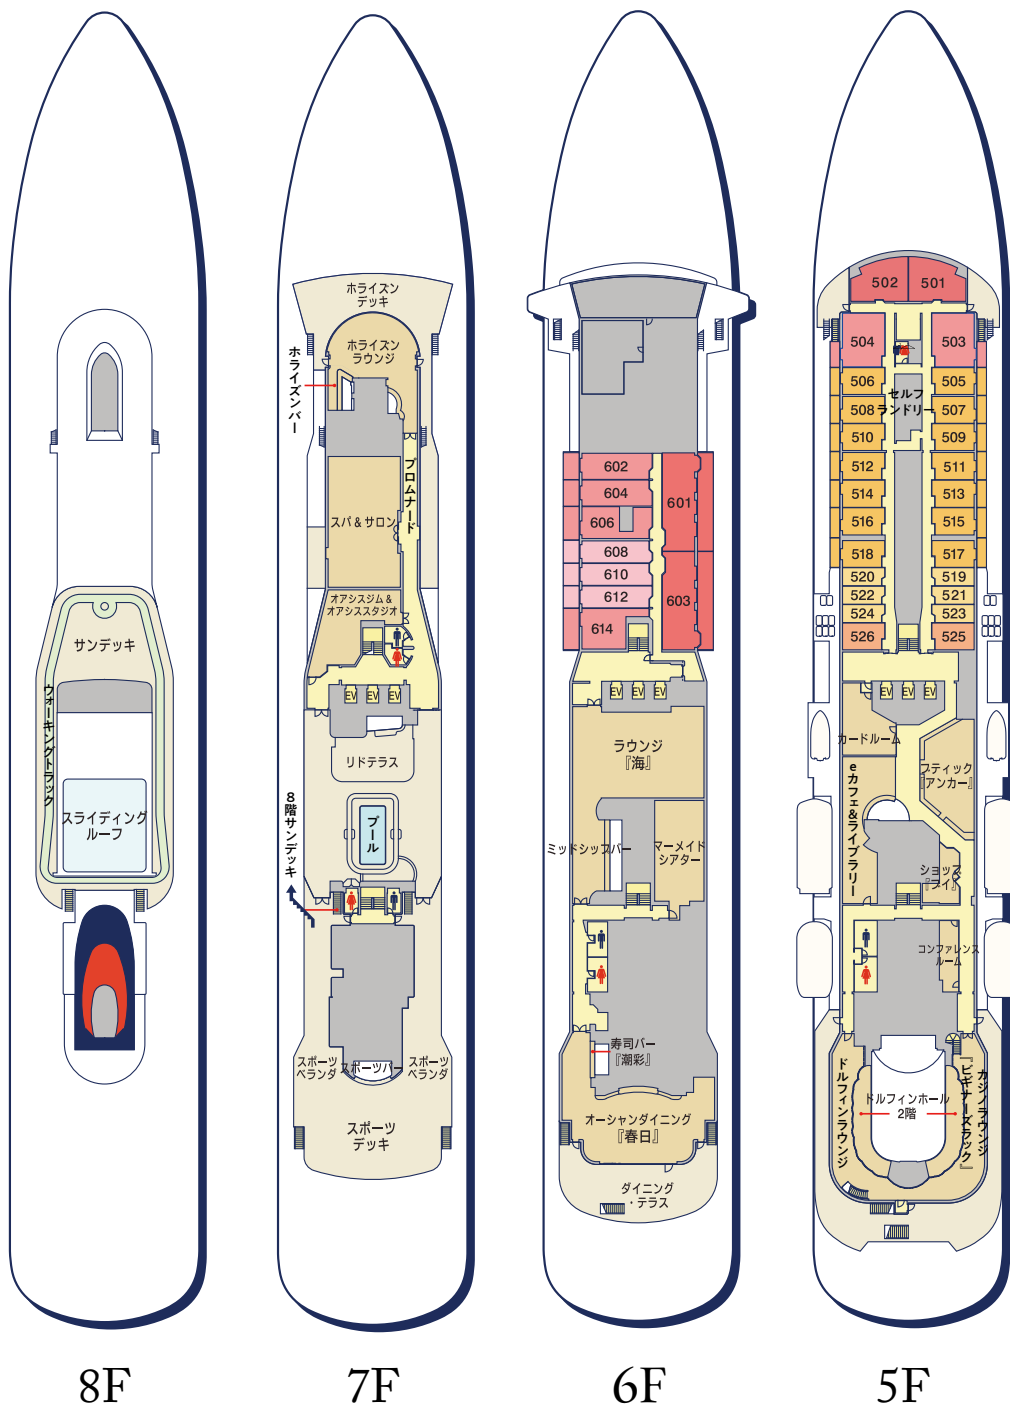 サンデッキ
ウォーキングトラック
スライディング
ルーフ
8F
ホライズン
デッキ
ホライズン
ラウンジ
ホライズンバー
プロムナード
スパ&サロン
オアシスジム&
オアシススタジオ
EV
EV
EV
リドテラス
プール
8階サンデッキ
スポーツ
ベランダ
スポーツバー
スポーツ
ベランダ
スポーツ
デッキ
7F
602
604
606
608
610
612
614
601
603
EV
EV
EV
ラウンジ
『海』
ミッドシップバー
マーメイド
シアター
寿司バー
『潮彩』
オーシャンダイニング
『春日』
ダイニング
・テラス
6F
502
501
504
503
506
505
セルフ
ランドリー
508
507
510
509
512
511
514
513
516
515
518
517
520
519
522
521
524
523
526
525
EV
EV
EV
カードルーム
ブティック
『アンカー』
eカフェ&ライブラリー
ショップ
『ブイ』
コンファレンス
ルーム
ドルフィンラウンジ
ドルフィンホール
2階
カジノラウンジ
『ビギナーズラック』
5F